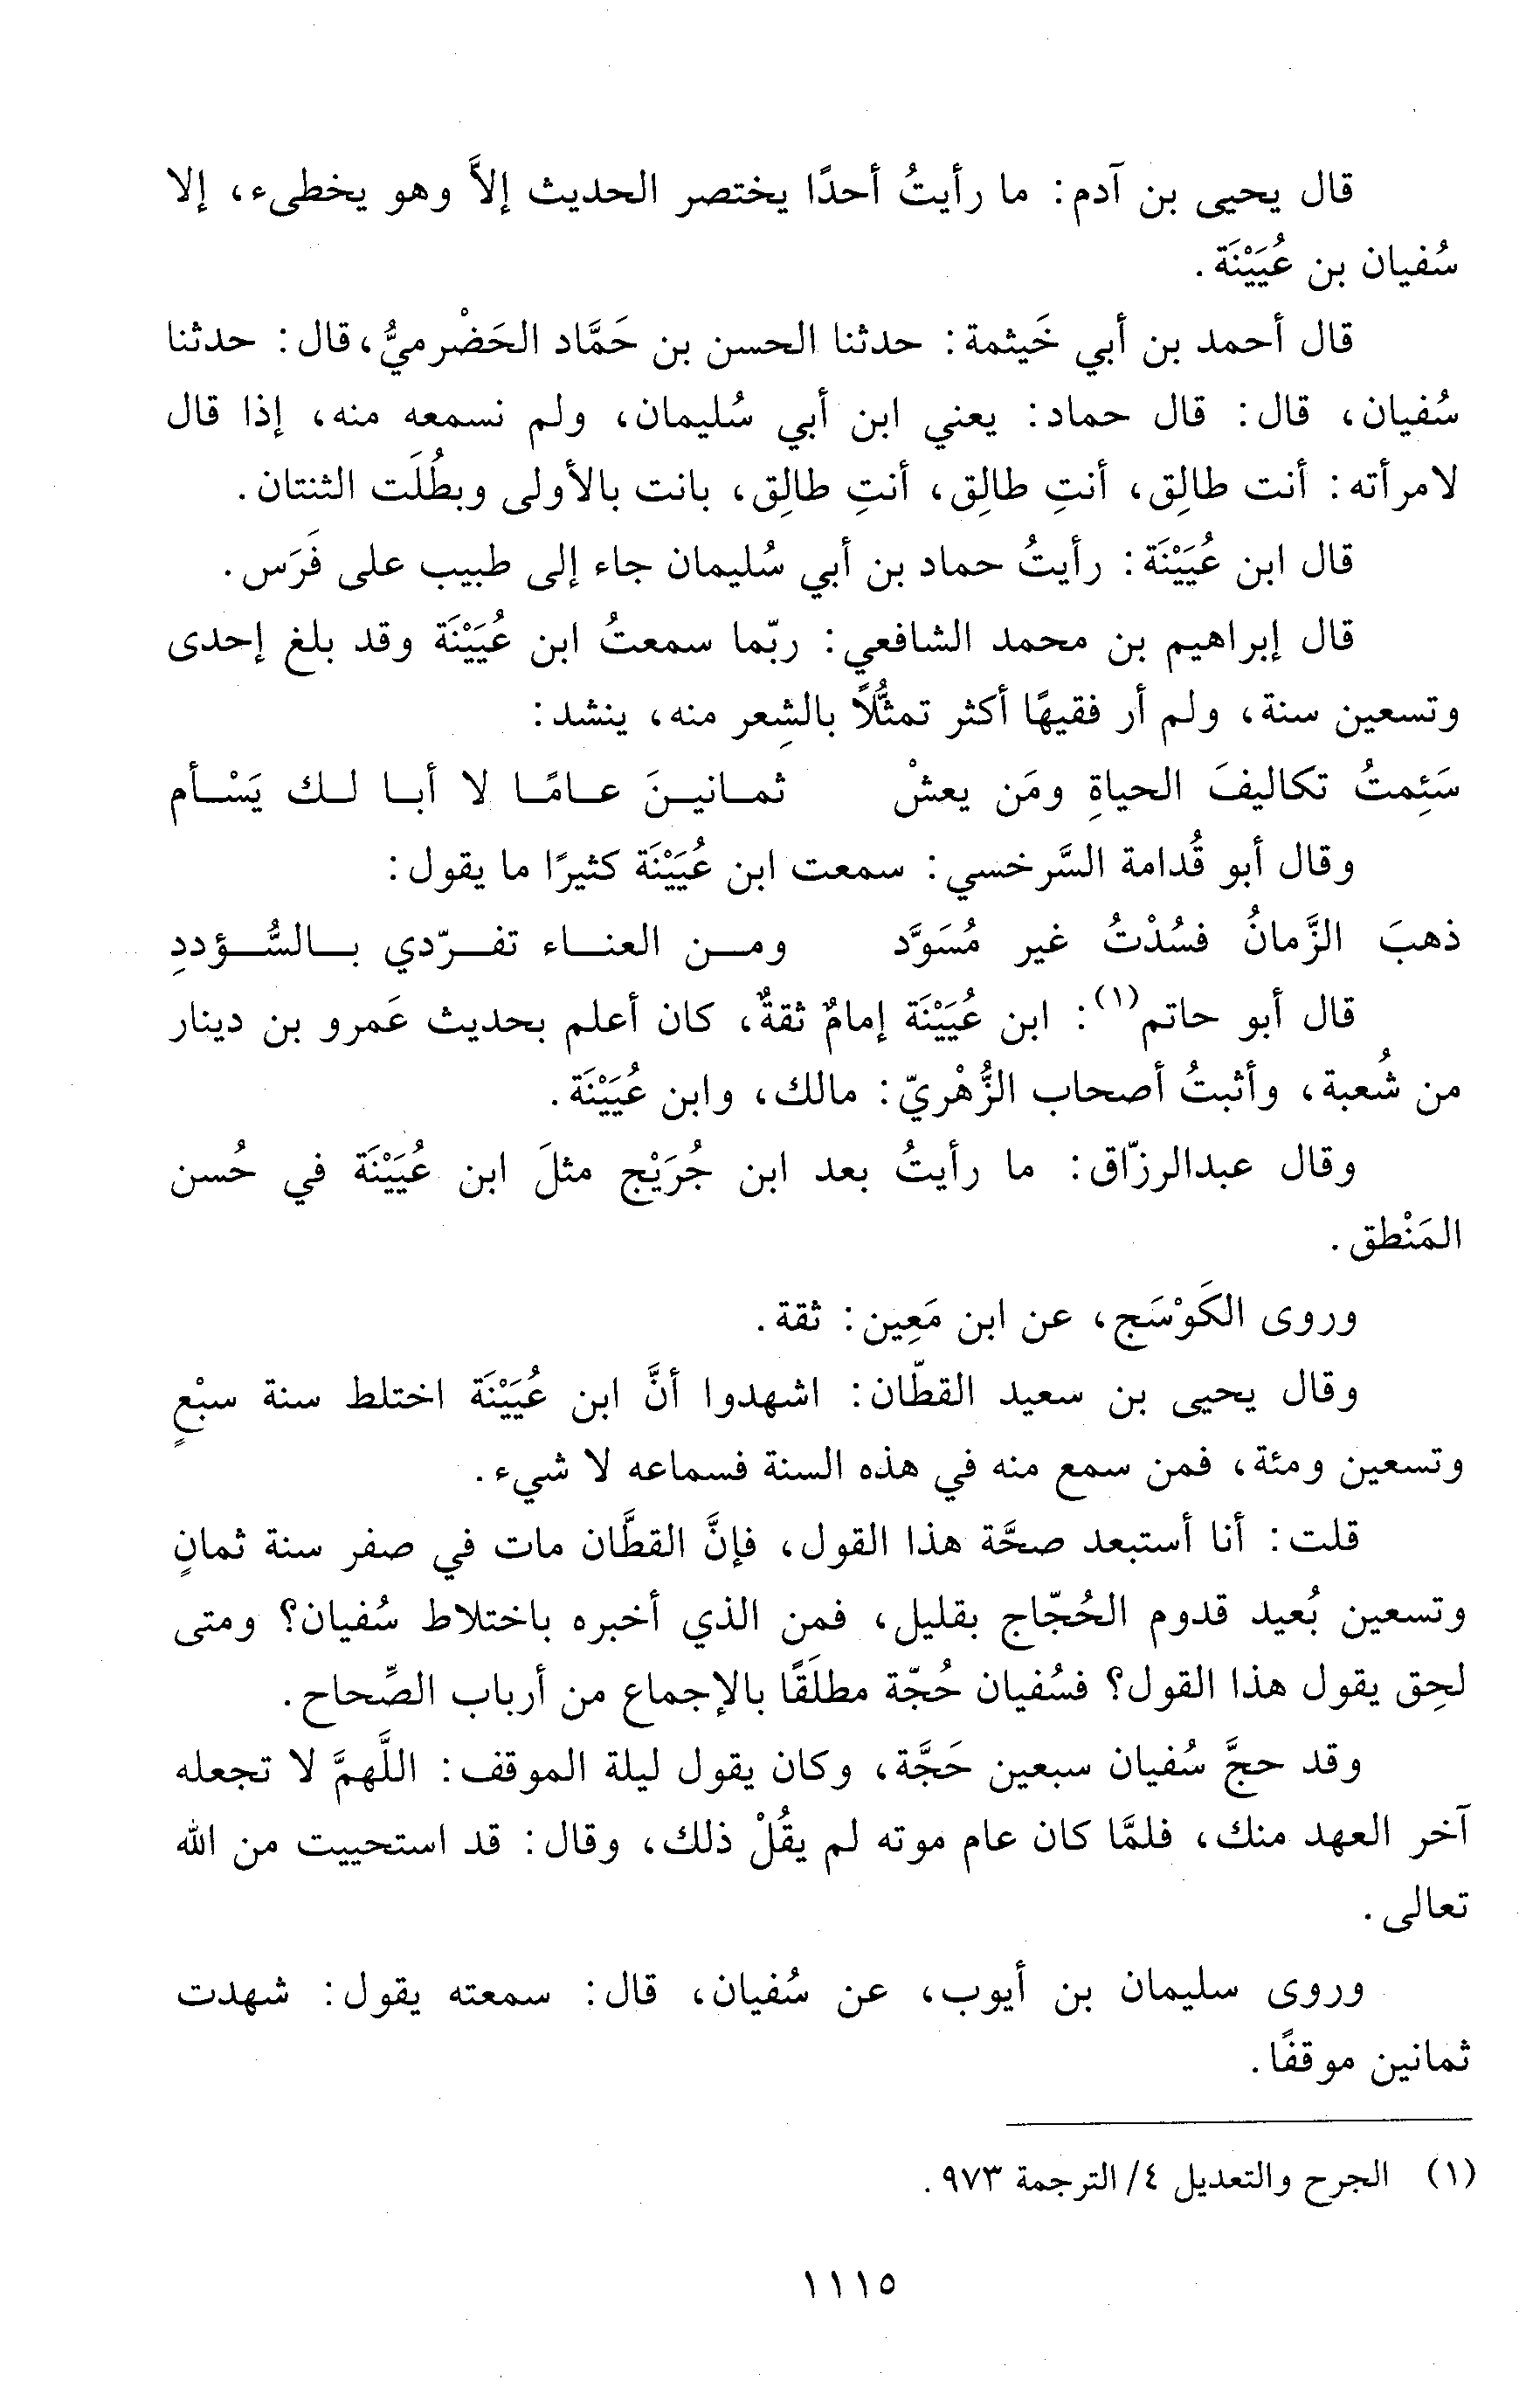 قال يحيى بن آدم: ما رأيتُ أحدًا يختصر الحديث إلاَّ وهو يخطىء، إلا
سُفيان بن عُيَيْنَة.
قال أحمد بن أبي خَيثمة: حدثنا الحسن بن حَمَّاد الحَضْرميُّ، قال: حدثنا
سُفيان، قال: قال حماد: يعني ابن أبي سُليمان، ولم نسمعه منه، إذا قال
لامرأته: أنت طالِق، أنتِ طالِق، أنتِ طالِق، بانت بالأولى وبطُلَت الثنتان.
قال ابن عُيَيْنَة: رأيتُ حماد بن أبي سُليمان جاء إلى طبيب على فَرَس.
قال إبراهيم بن محمد الشافعي: ربّما سمعتُ ابن عُيَيْنَة وقد بلغ إحدى
وتسعين سنة، ولم أر فقيهًا أكثر تمثُّلًا بالشِعر منه، ينشد:
سَئِمتُ تكاليفَ الحياةِ ومَن يعشْ ثمانينَ عامًا لا أبا لك يَسْأم
وقال أبو قُدامة السَّرخسي: سمعت ابن عُيَيْنَة كثيرًا ما يقول:
ذهبَ الزَّمانُ فسُدْتُ غير مُسَوَّد ومن العناء تفرّدي بالسُّؤددِ
قال أبو حاتم(١): ابن عُيَيْنَة إمامٌ ثقةٌ، كان أعلم بحديث عَمرو بن دينار
من شُعبة، وأثبتُ أصحاب الزُّهْريّ: مالك، وابن عُيَيْنَة.
وقال عبدالرزّاق: ما رأيتُ بعد ابن جُرَيْج مثلَ ابن عُيَيْنَة في حُسن
المَنْطق.
وروى الكَوْسَج، عن ابن مَعِين: ثقة.
وقال يحيى بن سعيد القطّان: اشهدوا أنَّ ابن عُيَيْنَة اختلط سنة سبْعٍ
وتسعين ومئة، فمن سمع منه في هذه السنة فسماعه لا شيء.
قلت: أنا أستبعد صحَّة هذا القول، فإنَّ القطَّان مات في صفر سنة ثمانٍ
وتسعين بُعيد قدوم الحُجّاج بقليل، فمن الذي أخبره باختلاط سُفيان؟ ومتى
لحِق يقول هذا القول؟ فسُفيان حُجّة مطلَقًا بالإجماع من أرباب الصِّحاح.
وقد حجَّ سُفيان سبعين حَجَّة، وكان يقول ليلة الموقف: اللَّهمَّ لا تجعله
آخر العهد منك، فلمَّا كان عام موته لم يقُلْ ذلك، وقال: قد استحييت من الله
تعالى.
وروى سليمان بن أيوب، عن سُفيان، قال: سمعته يقول: شهدت
ثمانين موقفًا.
(١) الجرح والتعديل ٤/ الترجمة ٩٧٣.
١١١٥